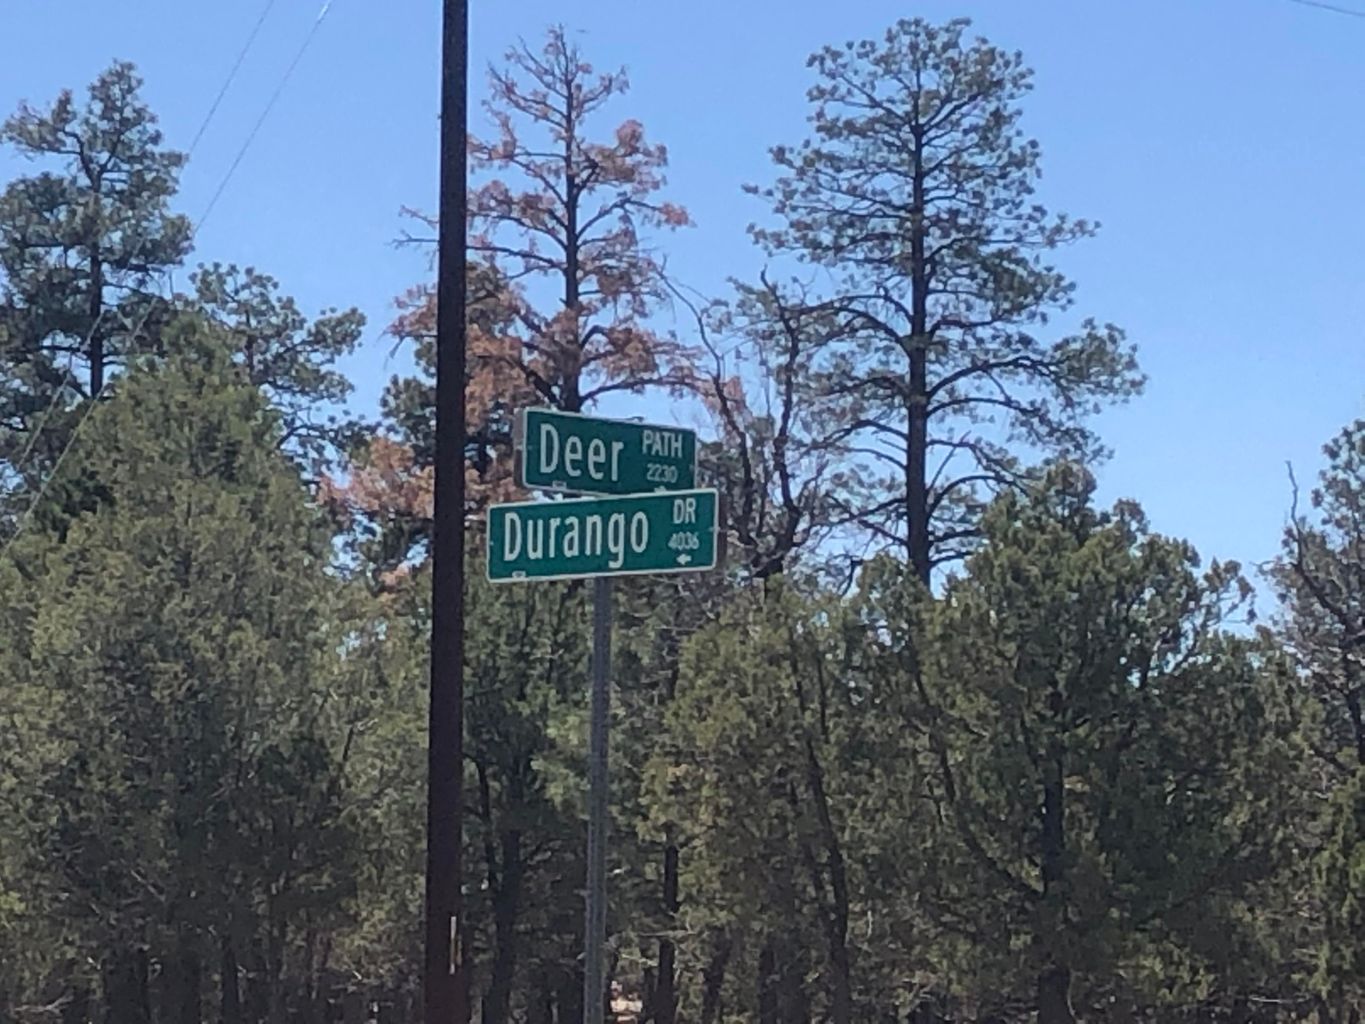 Deer PATH
2230
Durango DR
4036
←